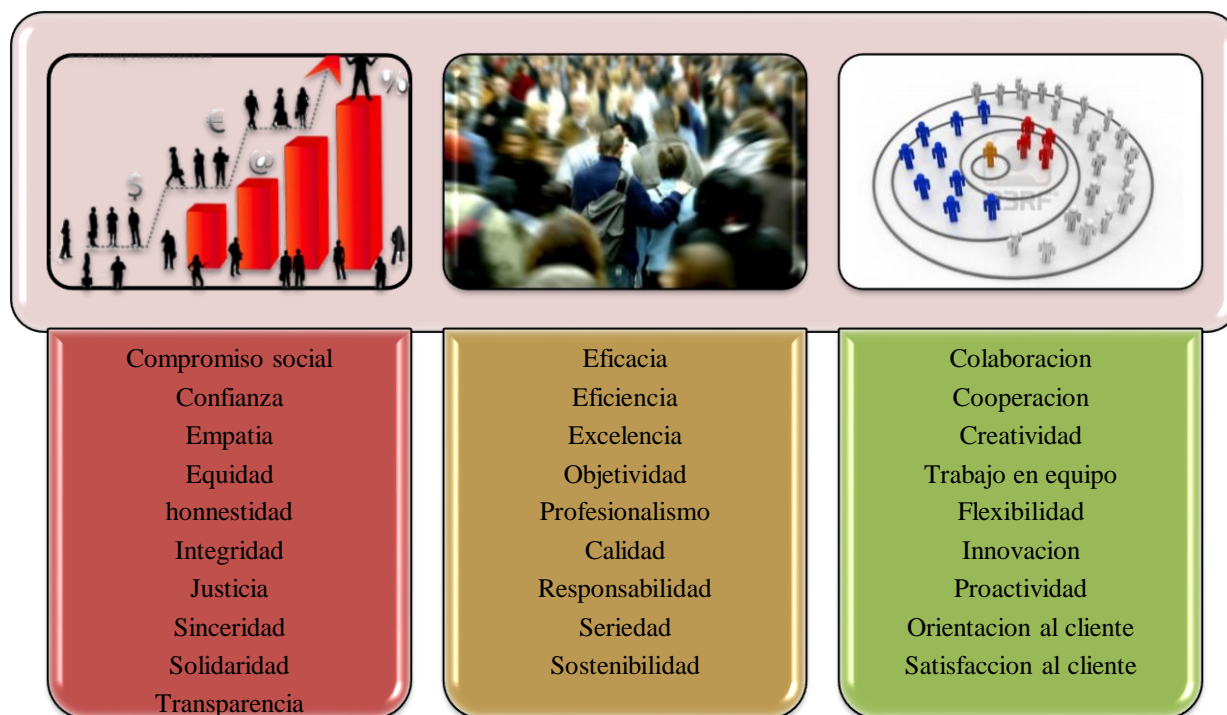 $
€
@
%
Compromiso social
Confianza
Empatia
Equidad
honnestidad
Integridad
Justicia
Sinceridad
Solidaridad
Transparencia
Eficacia
Eficiencia
Excelencia
Objetividad
Profesionalismo
Calidad
Responsabilidad
Seriedad
Sostenibilidad
Colaboracion
Cooperacion
Creatividad
Trabajo en equipo
Flexibilidad
Innovacion
Proactividad
Orientacion al cliente
Satisfaccion al cliente